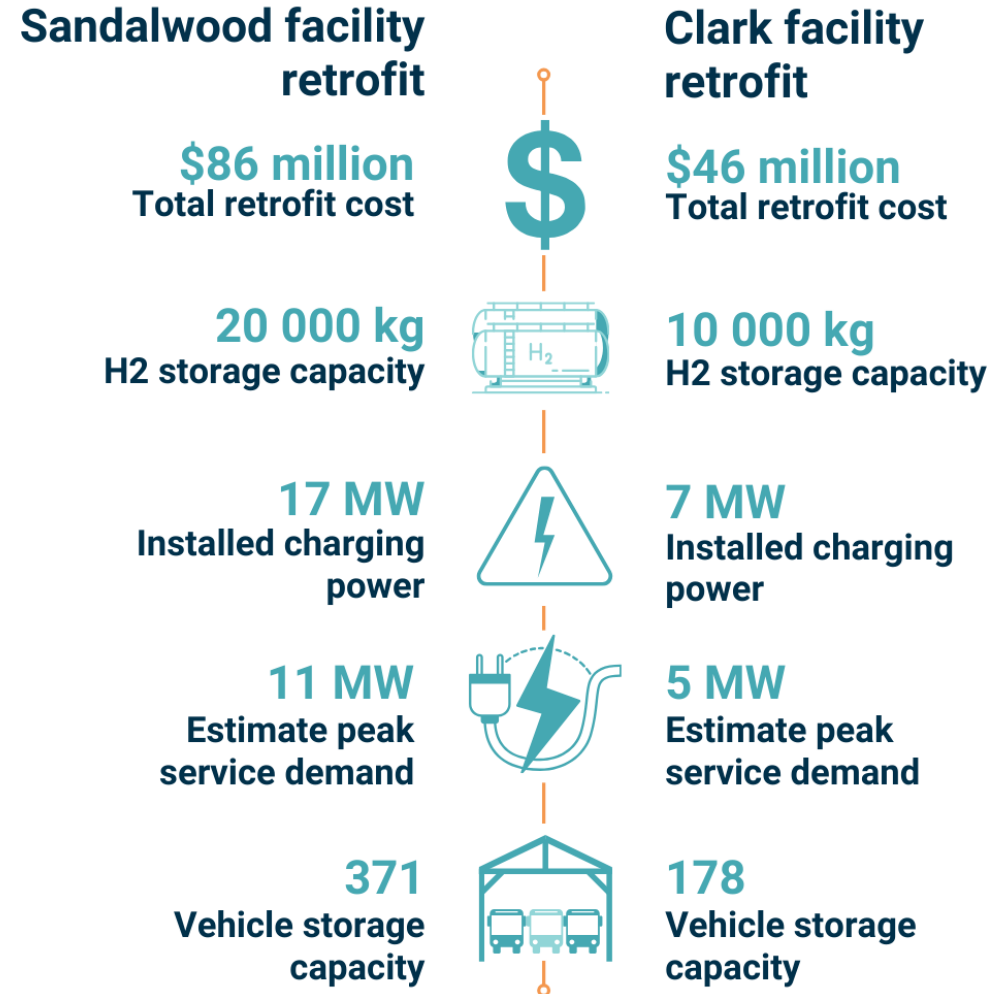 Sandalwood facility
retrofit
$86 million
Total retrofit cost
20 000 kg
H2 storage capacity
17 MW
Installed charging
power
11 MW
Estimate peak
service demand
371
Vehicle storage
capacity
$
H2
Clark facility
retrofit
$46 million
Total retrofit cost
10 000 kg
H2 storage capacity
7 MW
Installed charging
power
5 MW
Estimate peak
service demand
178
Vehicle storage
capacity